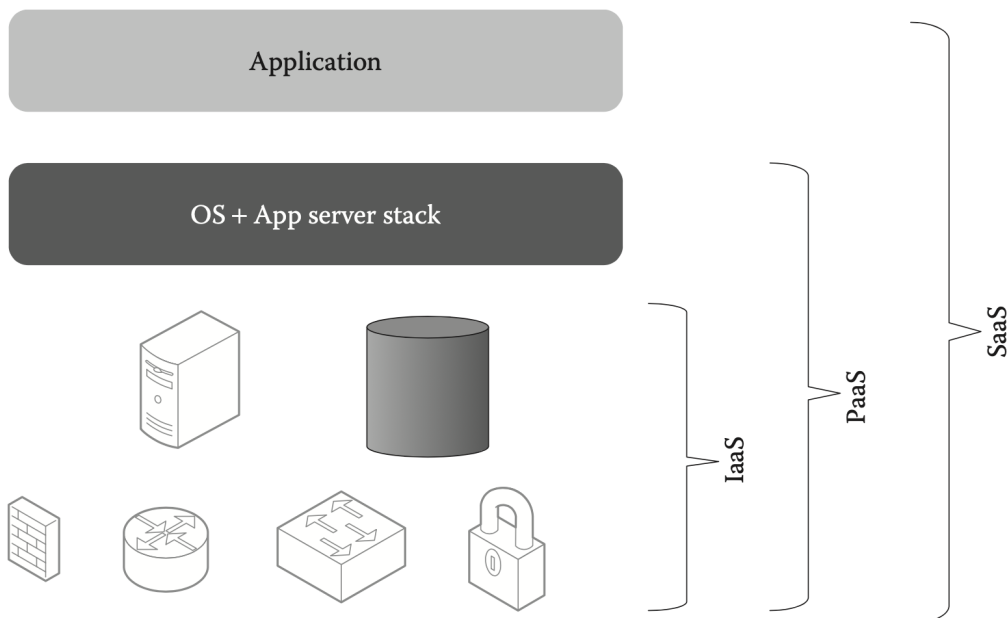 Application
OS + App server stack
IaaS
PaaS
SaaS